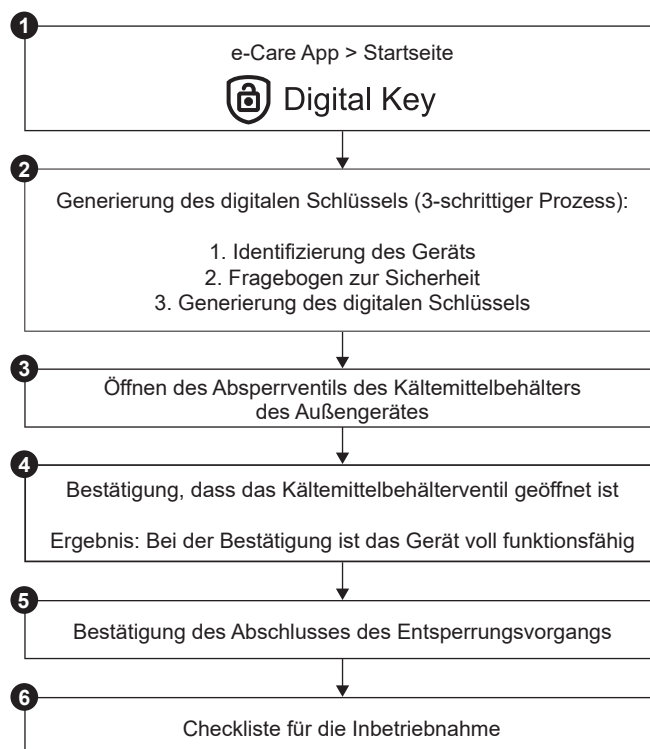 1
e-Care App > Startseite
Digital Key
2
Generierung des digitalen Schlüssels (3-schrittiger Prozess):
1. Identifizierung des Geräts
2. Fragebogen zur Sicherheit
3. Generierung des digitalen Schlüssels
3
Öffnen des Absperrventils des Kältemittelbehälters
des Außengerätes
4
Bestätigung, dass das Kältemittelbehälterventil geöffnet ist
Ergebnis: Bei der Bestätigung ist das Gerät voll funktionsfähig
5
Bestätigung des Abschlusses des Entsperrungsvorgangs
6
Checkliste für die Inbetriebnahme